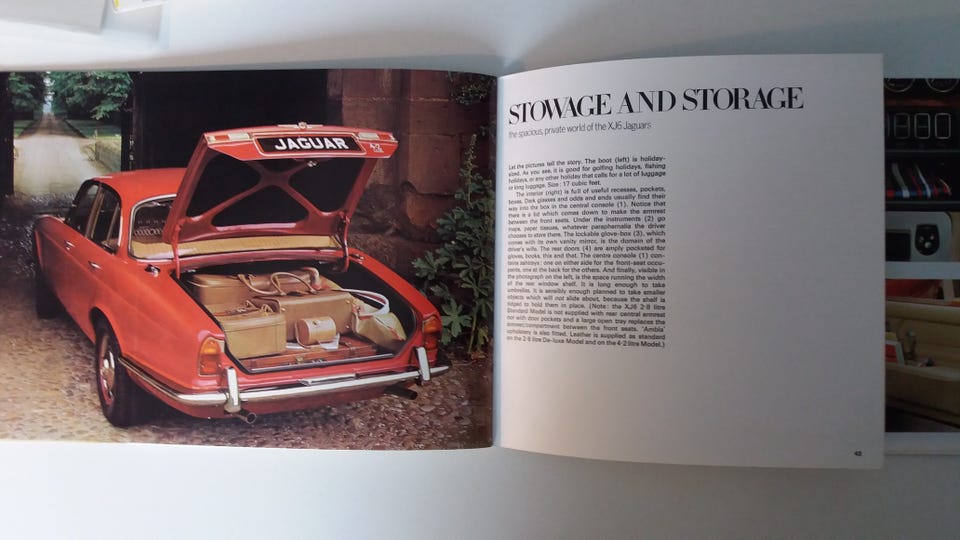 JAGUAR
STOWAGE AND STORAGE
the spacious, private world of the XJ6 Jaguars
Let the pictures tell the story. The boot (left) is holiday-
sized. As you see, it is good for golfing holidays, fishing
holidays, or any other holiday that calls for a lot of luggage
or long luggage. Size: 17 cubic feet.
The interior (right) is full of useful recesses, pockets,
boxes. Dark glasses and odds and ends usually find their
way into the box in the central console (1). Notice that
there is a lid which comes down to make the armrest
between the front seats. Under the instruments (2) go
maps, paper tissues, whatever paraphernalia the driver
chooses to store there. The lockable glove-box (3), which
comes with its own vanity mirror, is the domain of the
driver's wife. The rear doors (4) are amply pocketed for
gloves, books, this and that. The centre console (1) con-
tains ashtrays: one on either side for the front-seat occu-
pants, one at the back for the others. And finally, visible in
the photograph on the left, is the space running the width
of the rear window shelf. It is long enough to take
umbrellas. It is sensibly enough planned to take smaller
objects which will not slide about, because the shelf is
ridged to hold them in place. (Note: the XJ6 2·8 litre
Standard Model is not supplied with rear central armrest
not with door pockets and a large open tray replaces the
armrest/compartment between the front seats. 'Ambla'
upholstery is also fitted. Leather is supplied as standard
on the 2·8 litre De-luxe Model and on the 4·2 litre Model.)